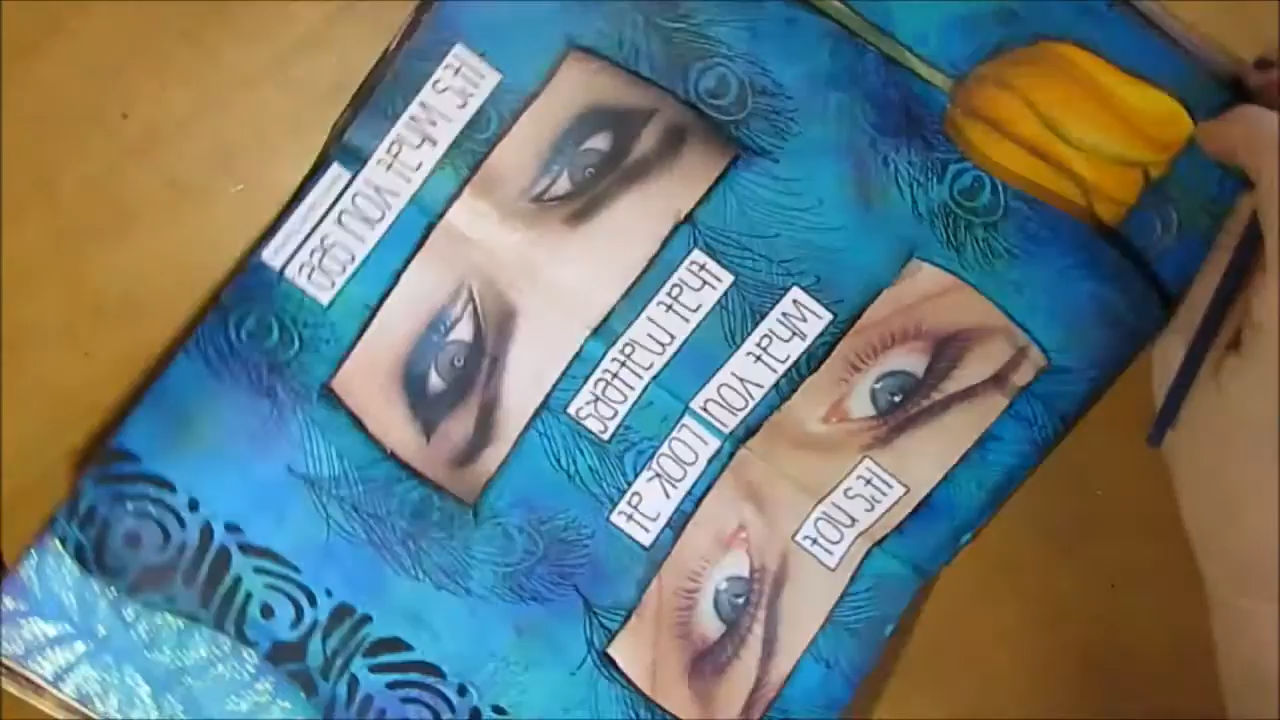 it's not
what you
look at
that matters
it's what you see